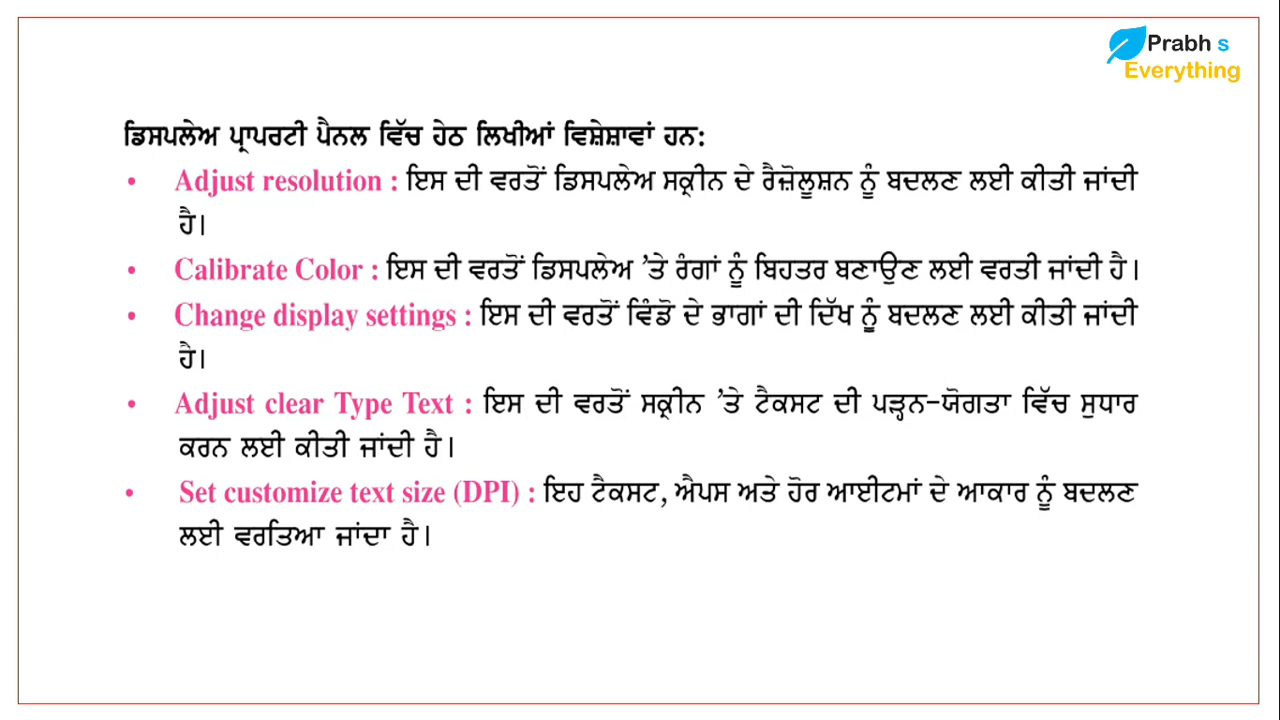 Prabh s
Everything
ਡਿਸਪਲੇਅ ਪ੍ਰਾਪਰਟੀ ਪੈਨਲ ਵਿੱਚ ਹੇਠ ਲਿਖੀਆਂ ਵਿਸ਼ੇਸ਼ਾਵਾਂ ਹਨ:
• Adjust resolution : ਇਸ ਦੀ ਵਰਤੋਂ ਡਿਸਪਲੇਅ ਸਕ੍ਰੀਨ ਦੇ ਰੈਜ਼ੋਲੂਸ਼ਨ ਨੂੰ ਬਦਲਣ ਲਈ ਕੀਤੀ ਜਾਂਦੀ
ਹੈ।
• Calibrate Color : ਇਸ ਦੀ ਵਰਤੋਂ ਡਿਸਪਲੇਅ ’ਤੇ ਰੰਗਾਂ ਨੂੰ ਬਿਹਤਰ ਬਣਾਉਣ ਲਈ ਵਰਤੀ ਜਾਂਦੀ ਹੈ।
• Change display settings : ਇਸ ਦੀ ਵਰਤੋਂ ਵਿੰਡੋ ਦੇ ਭਾਗਾਂ ਦੀ ਦਿੱਖ ਨੂੰ ਬਦਲਣ ਲਈ ਕੀਤੀ ਜਾਂਦੀ
ਹੈ।
• Adjust clear Type Text : ਇਸ ਦੀ ਵਰਤੋਂ ਸਕ੍ਰੀਨ ’ਤੇ ਟੈਕਸਟ ਦੀ ਪੜ੍ਹਨ-ਯੋਗਤਾ ਵਿੱਚ ਸੁਧਾਰ
ਕਰਨ ਲਈ ਕੀਤੀ ਜਾਂਦੀ ਹੈ।
• Set customize text size (DPI) : ਇਹ ਟੈਕਸਟ, ਐਪਸ ਅਤੇ ਹੋਰ ਆਈਟਮਾਂ ਦੇ ਆਕਾਰ ਨੂੰ ਬਦਲਣ
ਲਈ ਵਰਤਿਆ ਜਾਂਦਾ ਹੈ।